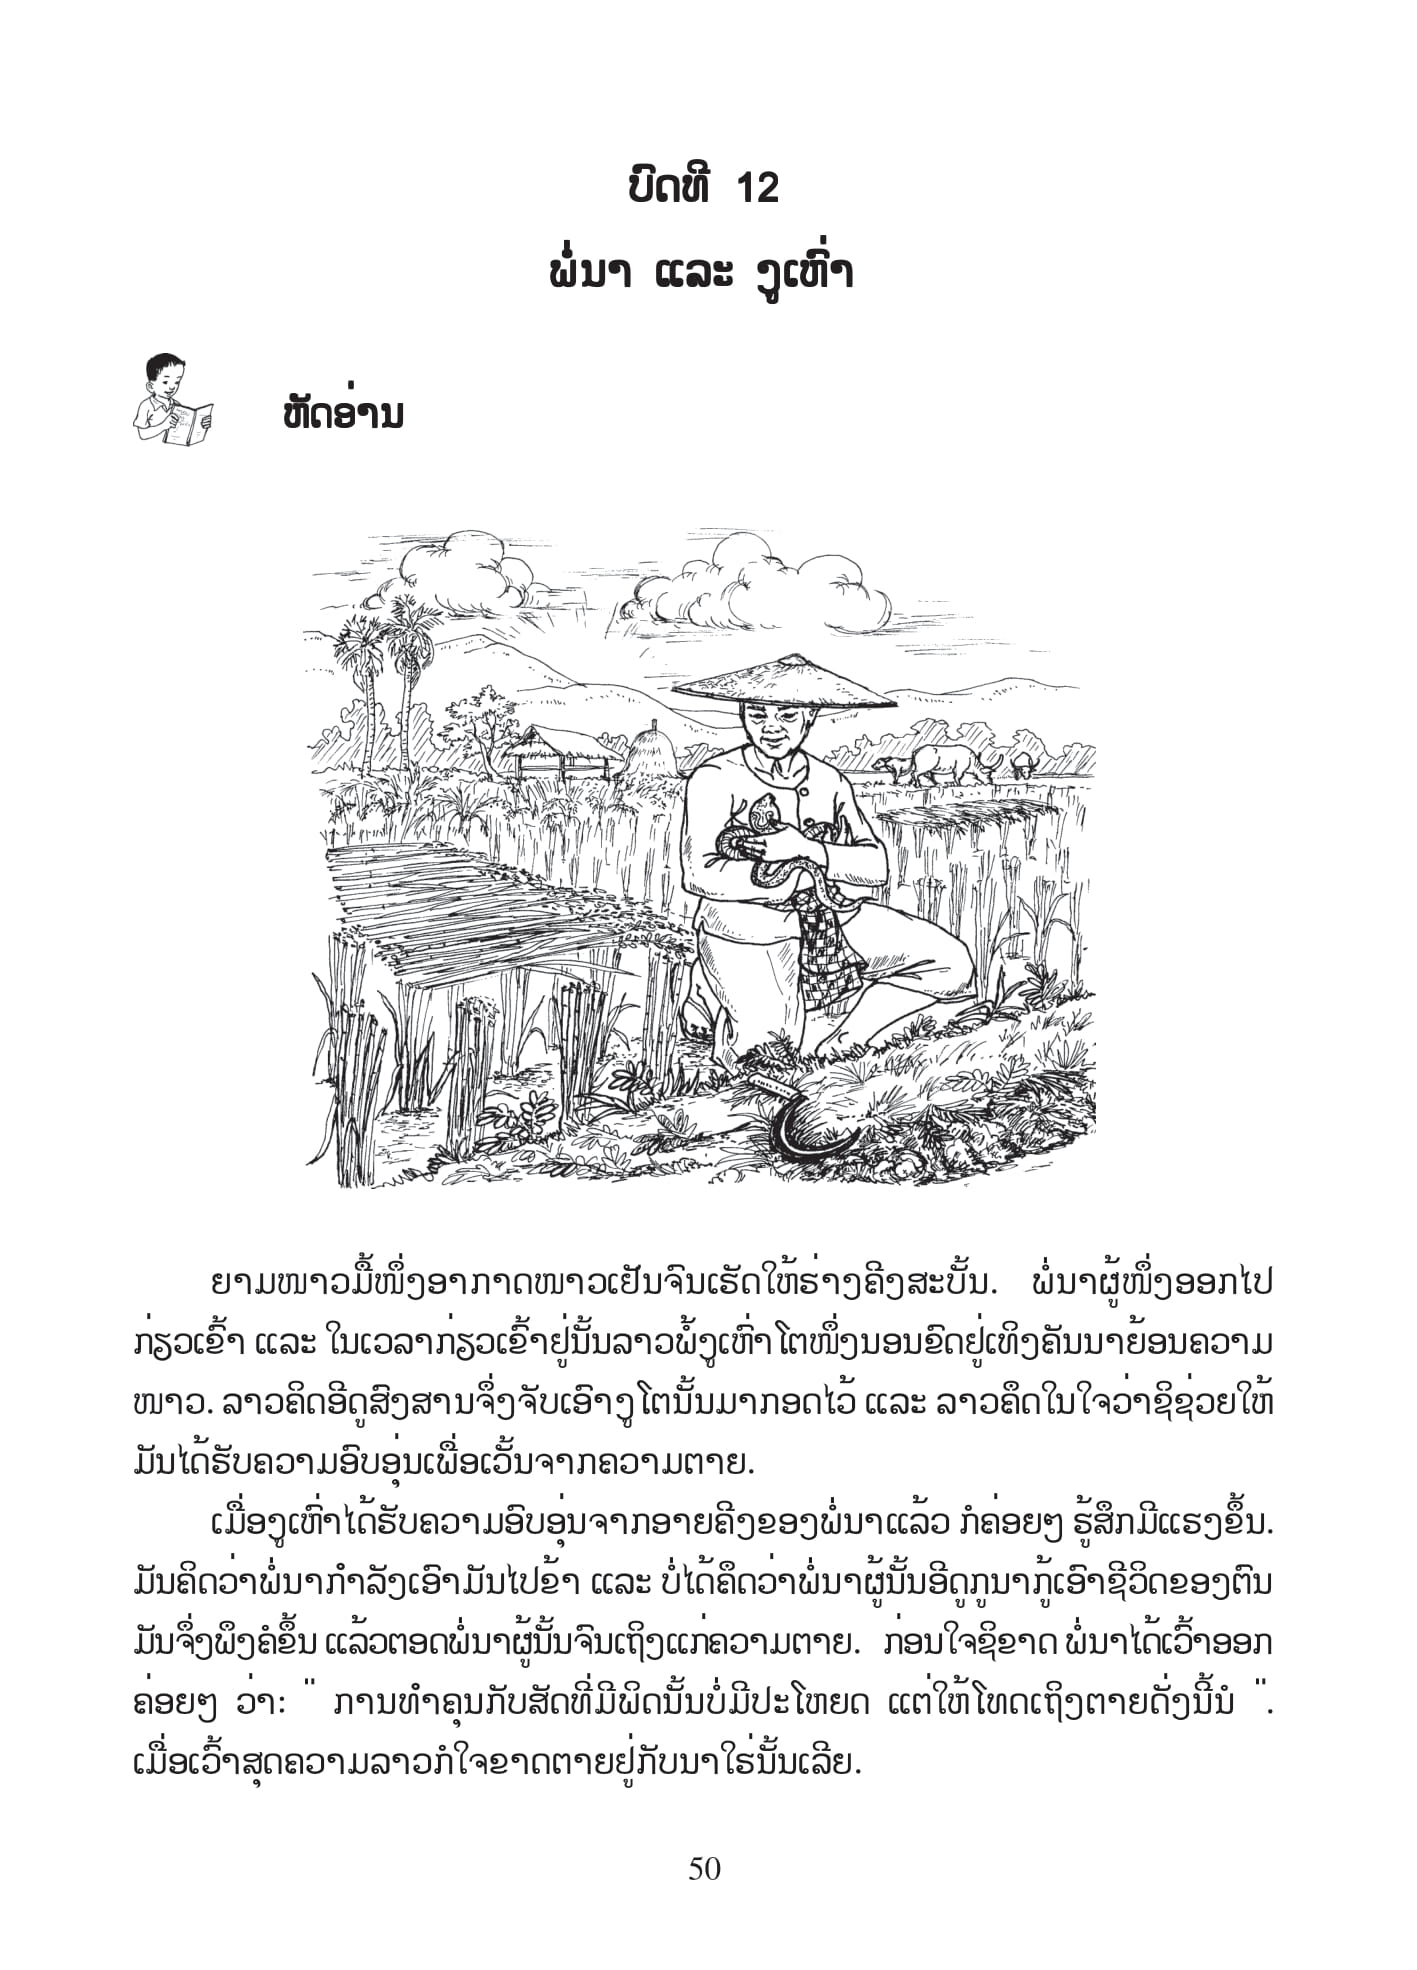 ບົດທີ 12
ພໍ່ນາ ແລະ ງູເຫົ່າ
ຫັດອ່ານ
ຍາມໜາວມື້ໜຶ່ງອາກາດໜາວເຢັນຈົນເຮັດໃຫ້ຮ່າງຄີງສະບັ້ນ. ພໍ່ນາຜູ້ໜຶ່ງອອກໄປ
ກ່ຽວເຂົ້າ ແລະ ໃນເວລາກ່ຽວເຂົ້າຢູ່ນັ້ນລາວພໍ້ງູເຫົ່າໂຕໜຶ່ງນອນຂົດຢູ່ເທິງຄັນນາຍ້ອນຄວາມ
ໜາວ. ລາວຄິດອີດູສົງສານຈຶ່ງຈັບເອົາງູໂຕນັ້ນມາກອດໄວ້ ແລະ ລາວຄຶດໃນໃຈວ່າຊິຊ່ວຍໃຫ້
ມັນໄດ້ຮັບຄວາມອົບອຸ່ນເພື່ອເວັ້ນຈາກຄວາມຕາຍ.
ເມື່ອງູເຫົ່າໄດ້ຮັບຄວາມອົບອຸ່ນຈາກອາຍຄີງຂອງພໍ່ນາແລ້ວ ກໍຄ່ອຍໆ ຮູ້ສຶກມີແຮງຂຶ້ນ.
ມັນຄິດວ່າພໍ່ນາກຳລັງເອົາມັນໄປຂ້າ ແລະ ບໍ່ໄດ້ຄຶດວ່າພໍ່ນາຜູ້ນັ້ນອີດູກູນາກູ້ເອົາຊີວິດຂອງຕົນ
ມັນຈຶ່ງພຶງຄໍຂຶ້ນ ແລ້ວຕອດພໍ່ນາຜູ້ນັ້ນຈົນເຖິງແກ່ຄວາມຕາຍ. ກ່ອນໃຈຊິຂາດ ພໍ່ນາໄດ້ເວົ້າອອກ
ຄ່ອຍໆ ວ່າ: " ການທຳຄຸນກັບສັດທີ່ມີພິດນັ້ນບໍ່ມີປະໂຫຍດ ແຕ່ໃຫ້ໂທດເຖິງຕາຍດັ່ງນີ້ນໍ ".
ເມື່ອເວົ້າສຸດຄວາມລາວກໍໃຈຂາດຕາຍຢູ່ກັບນາໃຮ່ນັ້ນເລີຍ.
50